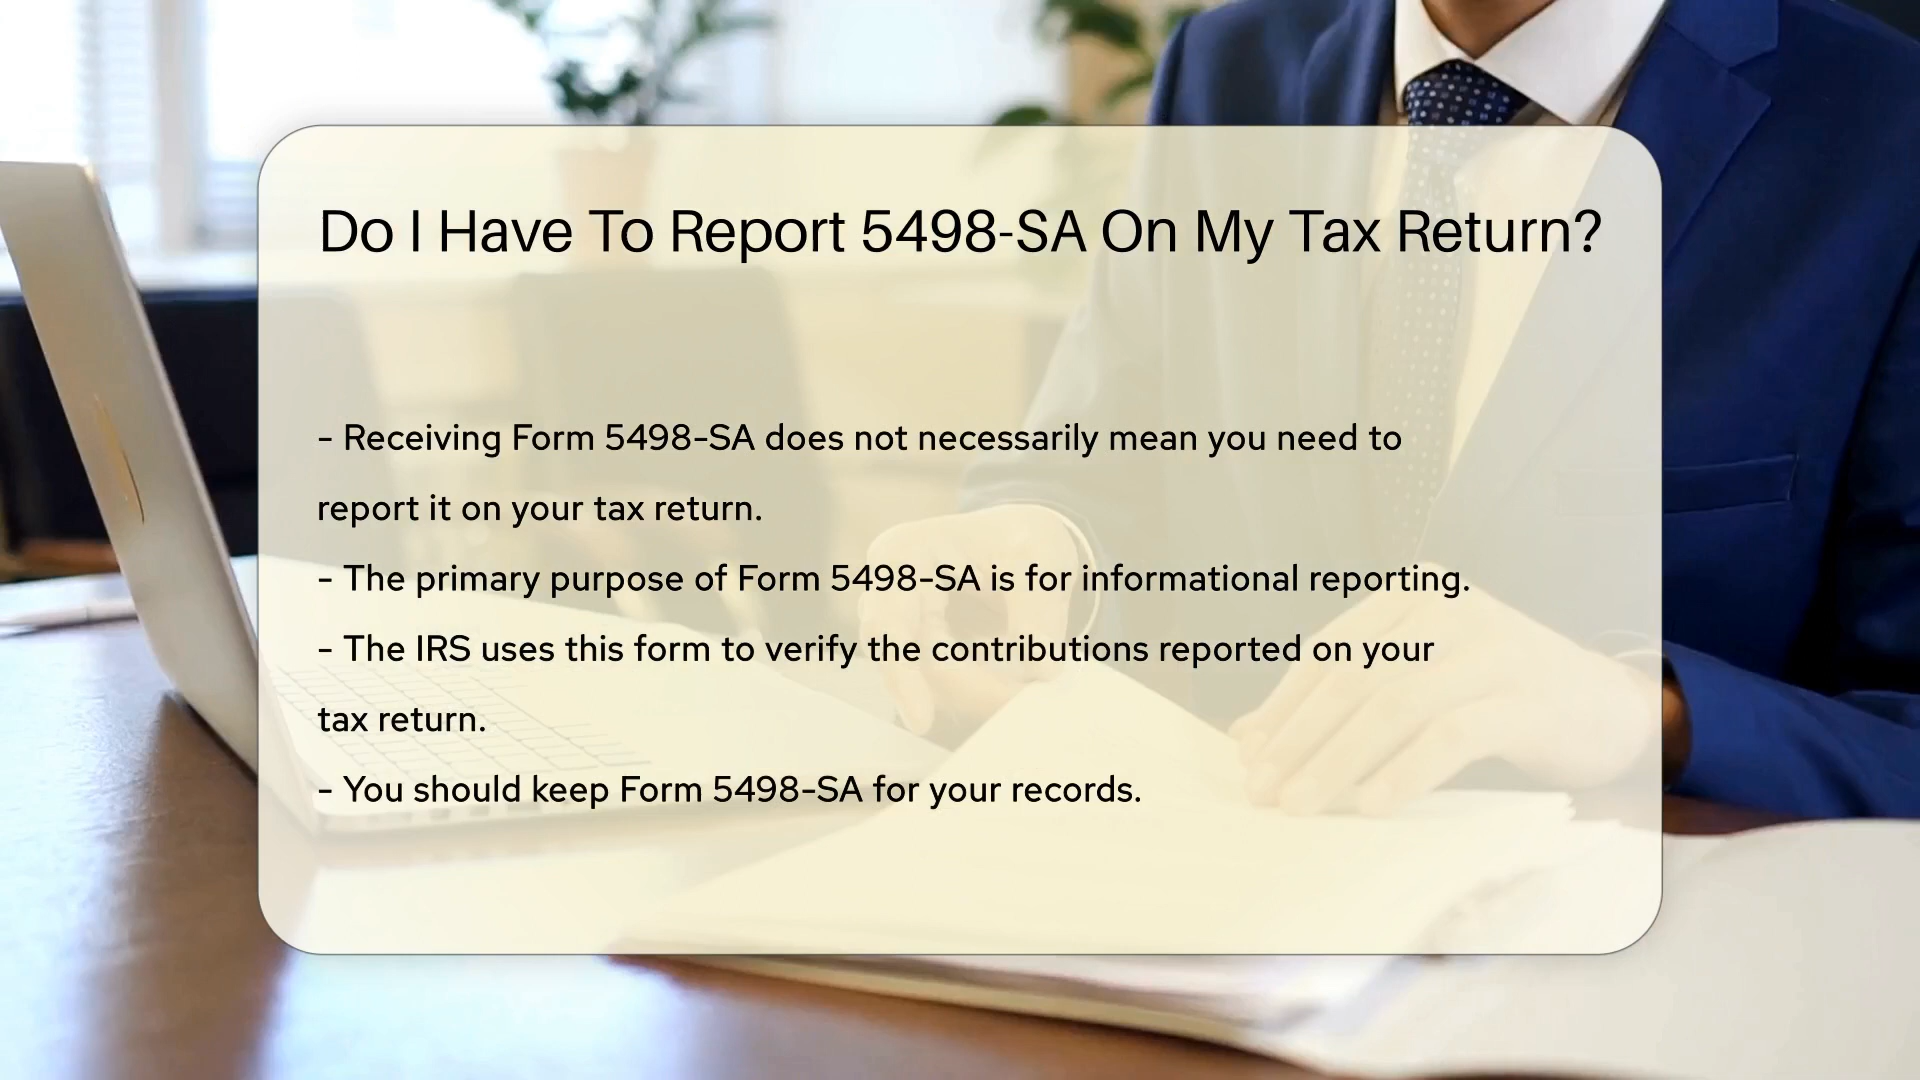 Do I Have To Report 5498-SA On My Tax Return?
- Receiving Form 5498-SA does not necessarily mean you need to
report it on your tax return.
- The primary purpose of Form 5498-SA is for informational reporting.
- The IRS uses this form to verify the contributions reported on your
tax return.
- You should keep Form 5498-SA for your records.